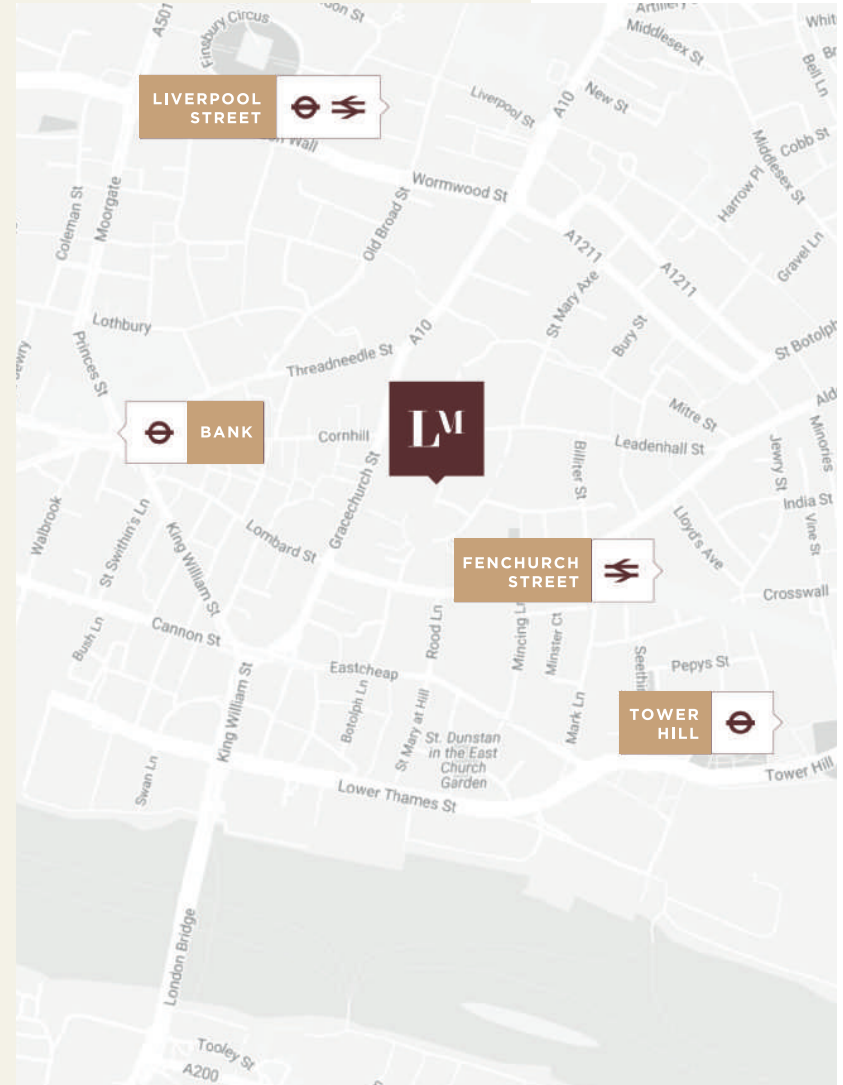 A501
Finsbury Circus
Artillery
Middlesex St
LIVERPOOL
STREET
Liverpool St
A10
New St
Bell Ln
Wall
Wormwood St
Middlesex St
Cobb St
Harrow Pl
Coleman St
Moorgate
Old Broad St
A1211
A1211
Gravel Ln
St Mary Axe
Bury St
Lothbury
Princes St
Threadneedle St
A10
St Botolph
Mitre St
BANK
Cornhill
LM
Leadenhall St
Gracechurch St
Billiter St
Jewry St
Minories
India St
Vine St
Walbrook
St Swithin's Ln
King William St
Lombard St
Lloyd's Ave
FENCHURCH
STREET
Crosswall
Bush Ln
Cannon St
Rood Ln
Mincing Ln
Minster Ct
Pepys St
Eastcheap
King William St
Botolph Ln
St Mary at Hill
St. Dunstan
in the East
Church
Garden
Mark Ln
TOWER
HILL
Swan Ln
Lower Thames St
Tower Hill
London Bridge
Tooley St
A200